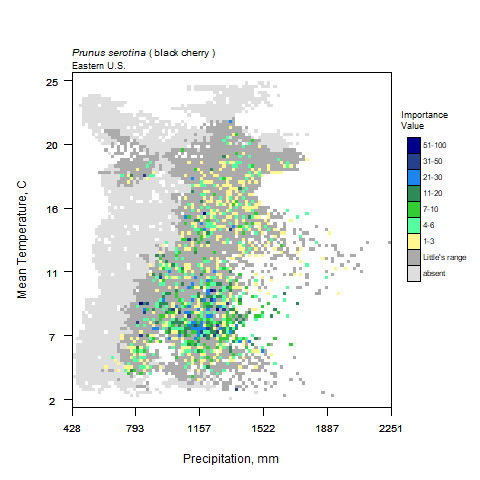 Prunus serotina ( black cherry )
Eastern U.S.
25
20
16
11
7
2
Mean Temperature, C
428 793 1157 1522 1887 2251
Precipitation, mm
Importance
Value
51-100
31-50
21-30
11-20
7-10
4-6
1-3
Little's range
absent